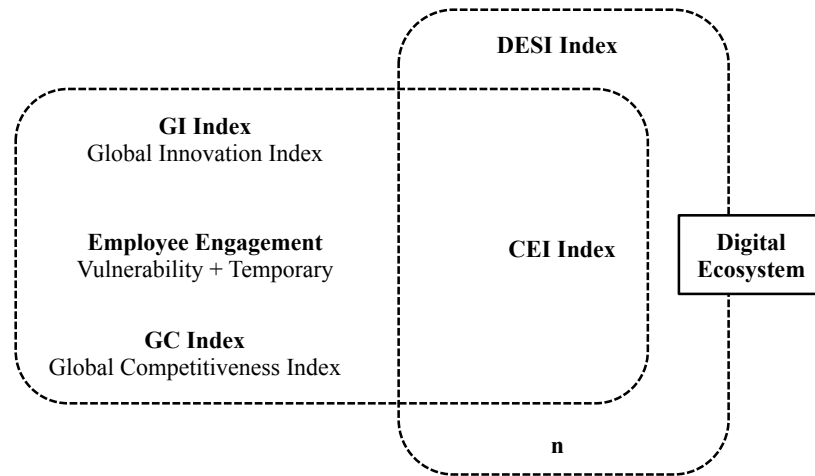 DESI Index
GI Index
Global Innovation Index
Employee Engagement
Vulnerability + Temporary
CEI Index
Digital
Ecosystem
GC Index
Global Competitiveness Index
n